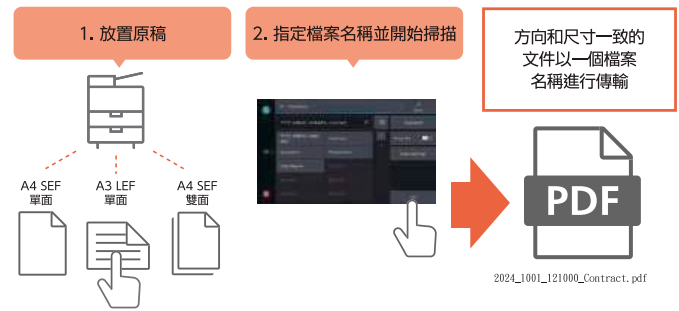 1. 放置原稿
2. 指定檔案名稱並開始掃描
方向和尺寸一致的
文件以一個檔案
名稱進行傳輸
A4 SEF
單面
A3 LEF
單面
A4 SEF
雙面
PDF
2024_1001_121000_Contract.pdf